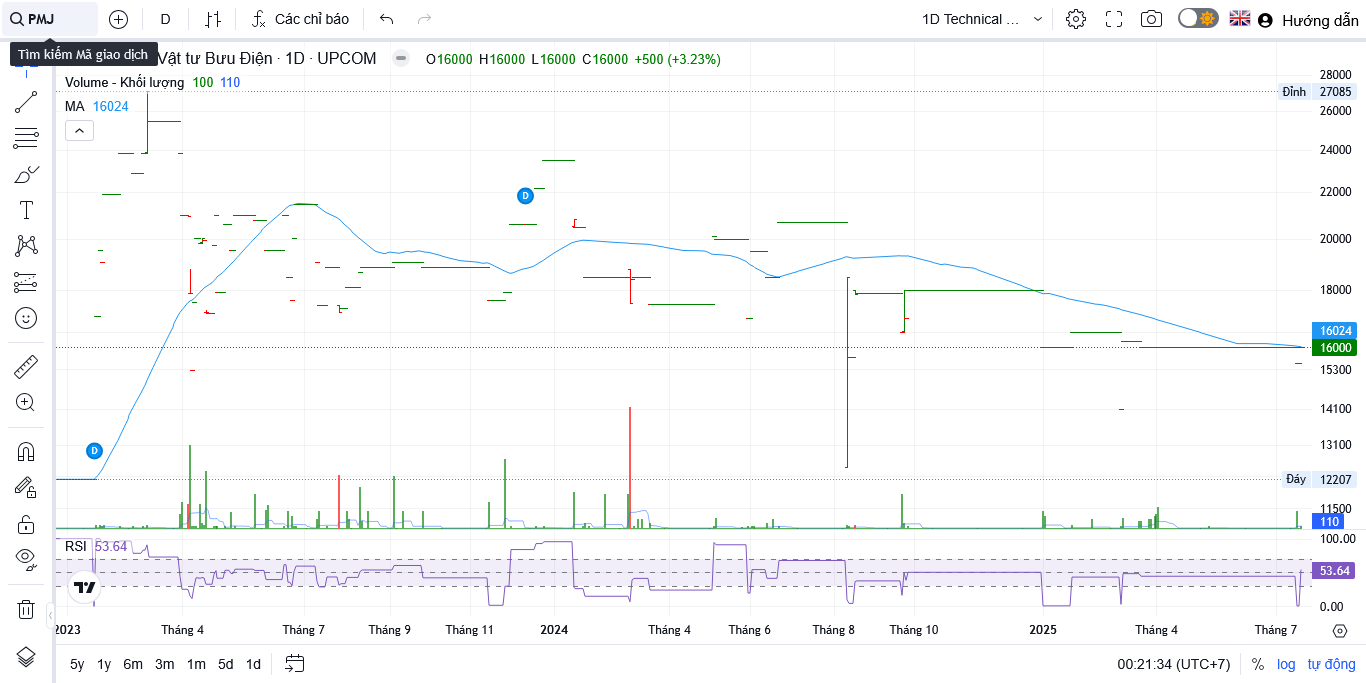 PMJ
D
Các chỉ báo
1D Technical ...
Hướng dẫn
Tìm kiếm Mã giao dịch
Vật tư Bưu Điện · 1D · UPCOM
O16000 H16000 L16000 C16000 +500 (+3.23%)
Volume - Khối lượng 100 110
MA 16024
D
D
28000
Đỉnh 27085
26000
24000
22000
20000
18000
16024
16000
15300
14100
13100
Đáy 12207
11500
110
RSI 53.64
100.00
53.64
0.00
2023 Tháng 4 Tháng 7 Tháng 9 Tháng 11 2024 Tháng 4 Tháng 6 Tháng 8 Tháng 10 2025 Tháng 4 Tháng 7
5y 1y 6m 3m 1m 5d 1d
00:21:34 (UTC+7) % log tự động